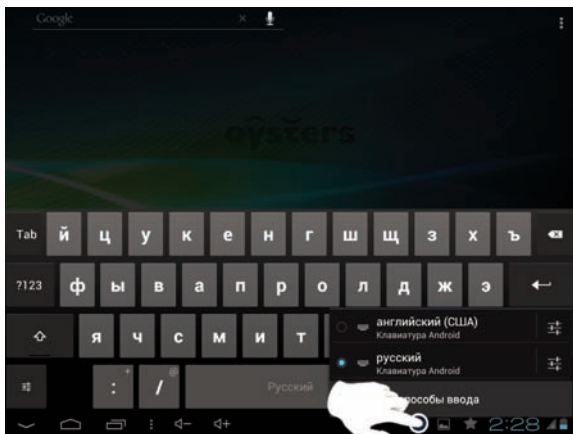 Google
oysters
Tab й ц у к е н г ш щ з х ъ
?123 ф ы в а п р о л д ж э
я ч с м и т
английский (США)
Клавиатура Android
русский
Клавиатура Android
: + / @ Русский
способы ввода
2:28